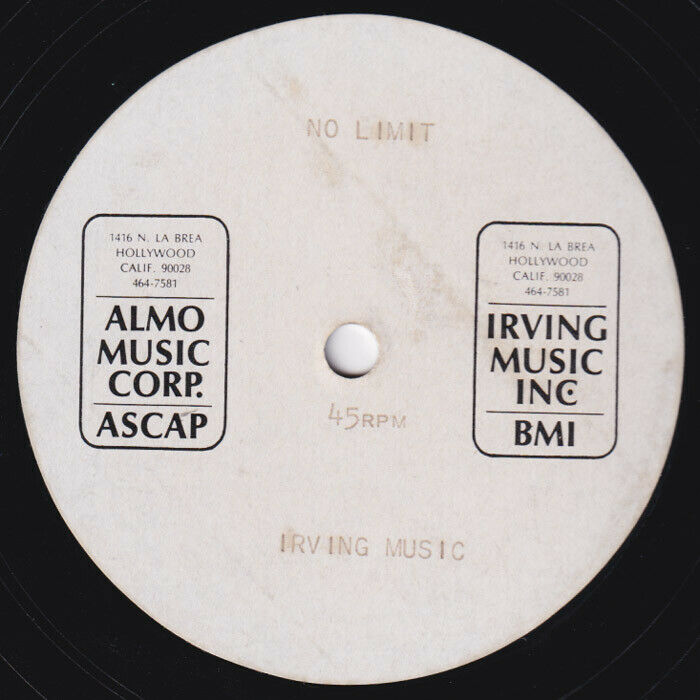 NO LIMIT
1416 N. LA BREA
HOLLYWOOD
CALIF. 90028
464-7581
ALMO
MUSIC
CORP.
ASCAP
1416 N. LA BREA
HOLLYWOOD
CALIF. 90028
464-7581
IRVING
MUSIC
INC.
BMI
45RPM
IRVING MUSIC